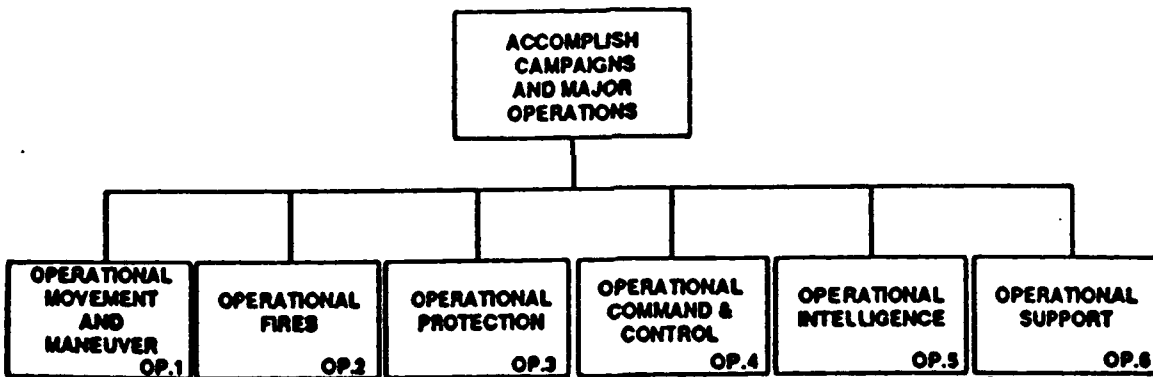 ACCOMPLISH
CAMPAIGNS
AND MAJOR
OPERATIONS
OPERATIONAL
MOVEMENT
AND
MANEUVER
OP.1
OPERATIONAL
FIRES
OP.2
OPERATIONAL
PROTECTION
OP.3
OPERATIONAL
COMMAND &
CONTROL
OP.4
OPERATIONAL
INTELLIGENCE
OP.5
OPERATIONAL
SUPPORT
OP.6